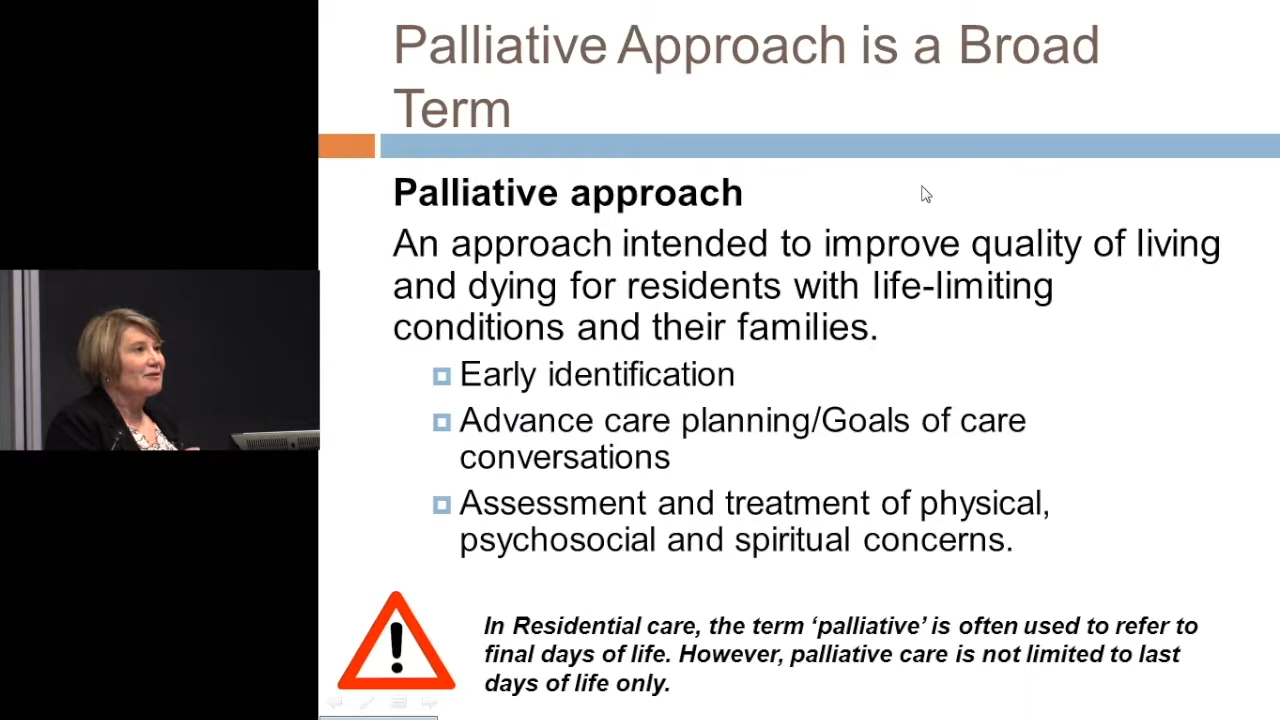 Palliative Approach is a Broad
Term
Palliative approach
An approach intended to improve quality of living
and dying for residents with life-limiting
conditions and their families.
Early identification
Advance care planning/Goals of care
conversations
Assessment and treatment of physical,
psychosocial and spiritual concerns.
In Residential care, the term ‘palliative’ is often used to refer to
final days of life. However, palliative care is not limited to last
days of life only.